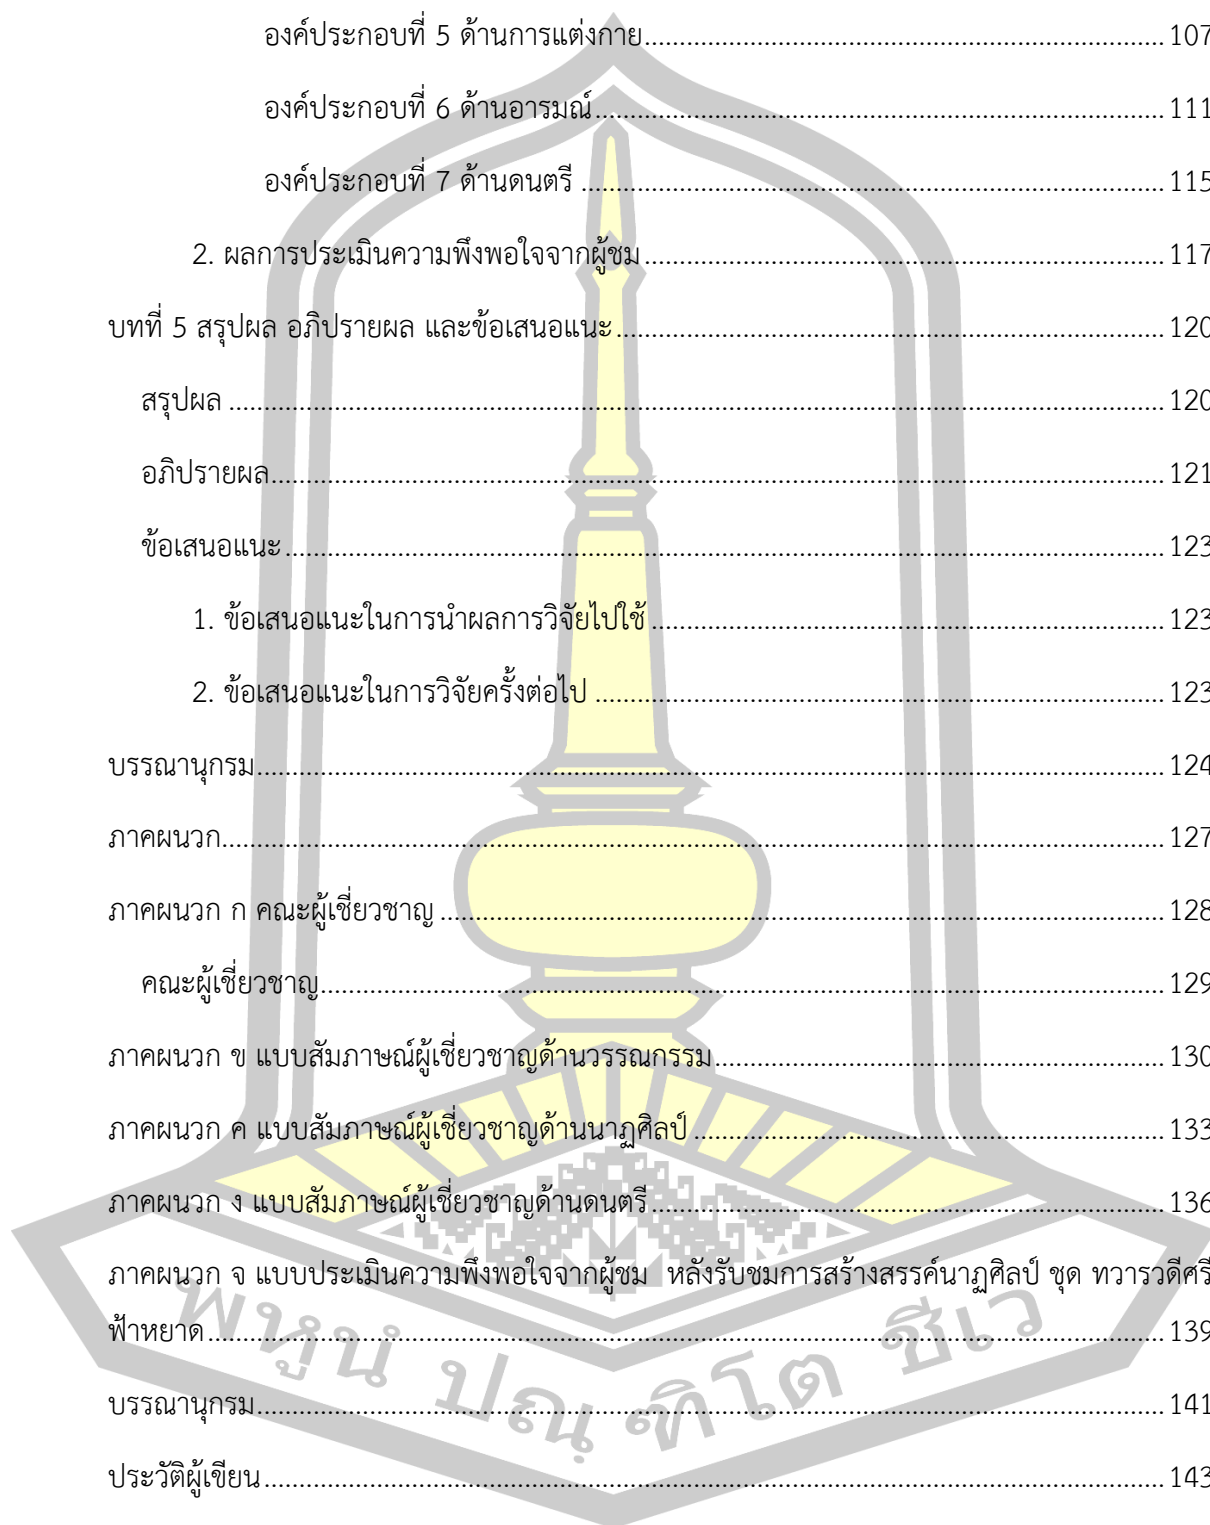 องค์ประกอบที่ 5 ด้านการแต่งกาย.......................................................................... 107
องค์ประกอบที่ 6 ด้านอารมณ์.................................................................................. 111
องค์ประกอบที่ 7 ด้านดนตรี .................................................................................... 115
2. ผลการประเมินความพึงพอใจจากผู้ชม........................................................................ 117
บทที่ 5 สรุปผล อภิปรายผล และข้อเสนอแนะ............................................................................ 120
สรุปผล .............................................................................................................................. 120
อภิปรายผล......................................................................................................................... 121
ข้อเสนอแนะ....................................................................................................................... 123
1. ข้อเสนอแนะในการนำผลการวิจัยไปใช้ ....................................................................... 123
2. ข้อเสนอแนะในการวิจัยครั้งต่อไป .............................................................................. 123
บรรณานุกรม............................................................................................................................ 124
ภาคผนวก................................................................................................................................ 127
ภาคผนวก ก คณะผู้เชี่ยวชาญ .................................................................................................. 128
คณะผู้เชี่ยวชาญ.................................................................................................................. 129
ภาคผนวก ข แบบสัมภาษณ์ผู้เชี่ยวชาญด้านวรรณกรรม............................................................... 130
ภาคผนวก ค แบบสัมภาษณ์ผู้เชี่ยวชาญด้านนาฏศิลป์ ................................................................. 133
ภาคผนวก ง แบบสัมภาษณ์ผู้เชี่ยวชาญด้านดนตรี....................................................................... 136
ภาคผนวก จ แบบประเมินความพึงพอใจจากผู้ชม หลังรับชมการสร้างสรรค์นาฏศิลป์ ชุด ทวารวดีศรี
ฟ้าหยาด.................................................................................................................................. 139
บรรณานุกรม............................................................................................................................ 141
ประวัติผู้เขียน........................................................................................................................... 143
พหูนํ ปณฺฑิโต ชีเว